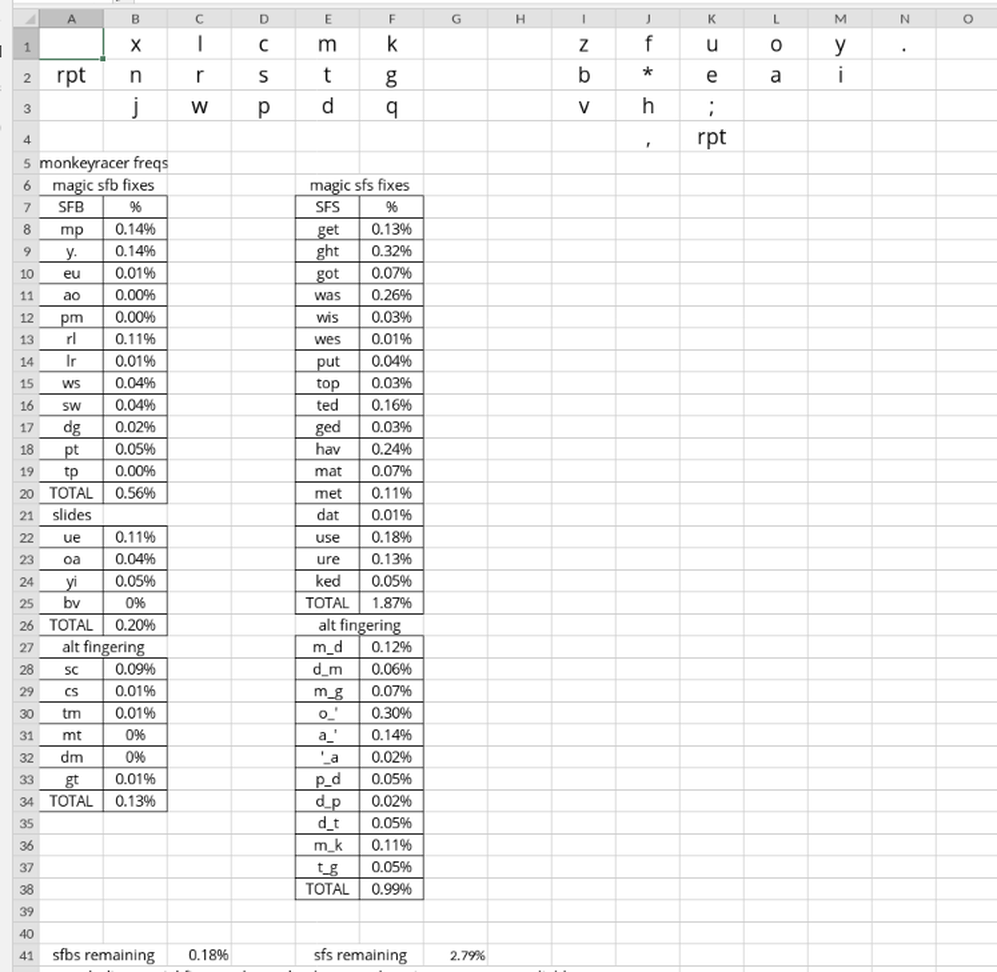 A B C D E F G H I J K L M N O
1 x l c m k z f u o y .
2 rpt n r s t g b * e a i
3 j w p d q v h ;
4 , rpt
5 monkeyracer freqs
6 magic sfb fixes magic sfs fixes
7 SFB % SFS %
8 mp 0.14% get 0.13%
9 y. 0.14% ght 0.32%
10 eu 0.01% got 0.07%
11 ao 0.00% was 0.26%
12 pm 0.00% wis 0.03%
13 rl 0.11% wes 0.01%
14 lr 0.01% put 0.04%
15 ws 0.04% top 0.03%
16 sw 0.04% ted 0.16%
17 dg 0.02% ged 0.03%
18 pt 0.05% hav 0.24%
19 tp 0.00% mat 0.07%
20 TOTAL 0.56% met 0.11%
21 slides dat 0.01%
22 ue 0.11% use 0.18%
23 oa 0.04% ure 0.13%
24 yi 0.05% ked 0.05%
25 bv 0% TOTAL 1.87%
26 TOTAL 0.20% alt fingering
27 alt fingering m_d 0.12%
28 sc 0.09% d_m 0.06%
29 cs 0.01% m_g 0.07%
30 tm 0.01% o_' 0.30%
31 mt 0% a_' 0.14%
32 dm 0% '_a 0.02%
33 gt 0.01% p_d 0.05%
34 TOTAL 0.13% d_p 0.02%
35 d_t 0.05%
36 m_k 0.11%
37 t_g 0.05%
38 TOTAL 0.99%
39
40
41 sfbs remaining 0.18% sfs remaining 2.79%